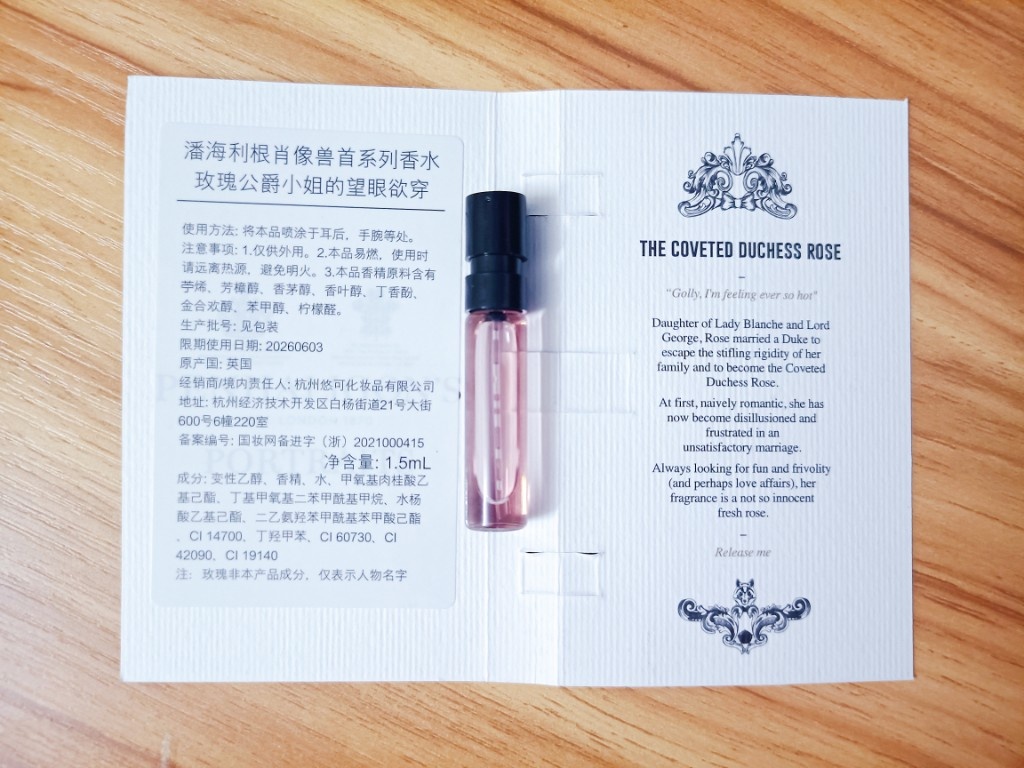 潘海利根肖像兽首系列香水
玫瑰公爵小姐的望眼欲穿
使用方法: 将本品喷涂于耳后，手腕等处。
注意事项: 1.仅供外用。2.本品易燃，使用时
请远离热源，避免明火。3.本品香精原料含有
苧烯、芳樟醇、香茅醇、香叶醇、丁香酚、
金合欢醇、苯甲醇、柠檬醛。
生产批号: 见包装
限期使用日期: 20260603
原产国: 英国
经销商/境内责任人: 杭州悠可化妆品有限公司
地址: 杭州经济技术开发区白杨街道21号大街
600号6幢220室
备案编号: 国妆网备进字（浙）2021000415
净含量: 1.5mL
成分: 变性乙醇、香精、水、甲氧基肉桂酸乙
基己酯、丁基甲氧基二苯甲酰基甲烷、水杨
酸乙基己酯、二乙氨羟苯甲酰基苯甲酸己酯
、CI 14700、丁羟甲苯、CI 60730、CI
42090、CI 19140
注: 玫瑰非本产品成分，仅表示人物名字
THE COVETED DUCHESS ROSE
"Golly, I'm feeling ever so hot"
Daughter of Lady Blanche and Lord
George, Rose married a Duke to
escape the stifling rigidity of her
family and to become the Coveted
Duchess Rose.
At first, naively romantic, she has
now become disillusioned and
frustrated in an
unsatisfactory marriage.
Always looking for fun and frivolity
(and perhaps love affairs), her
fragrance is a not so innocent
fresh rose.
Release me